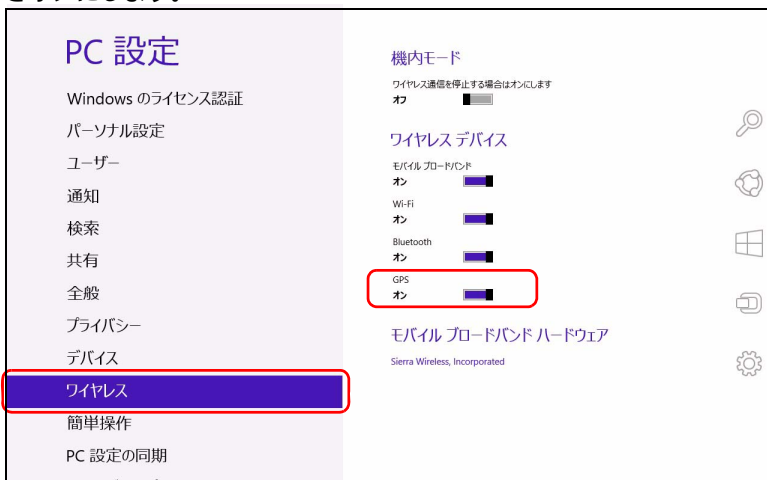 PC 設定
Windows のライセンス認証
パーソナル設定
ユーザー
通知
検索
共有
全般
プライバシー
デバイス
ワイヤレス
簡単操作
PC 設定の同期
機内モード
ワイヤレス通信を停止する場合はオンにします
オフ
ワイヤレス デバイス
モバイル ブロードバンド
オン
Wi-Fi
オン
Bluetooth
オン
GPS
オン
モバイル ブロードバンド ハードウェア
Sierra Wireless, Incorporated